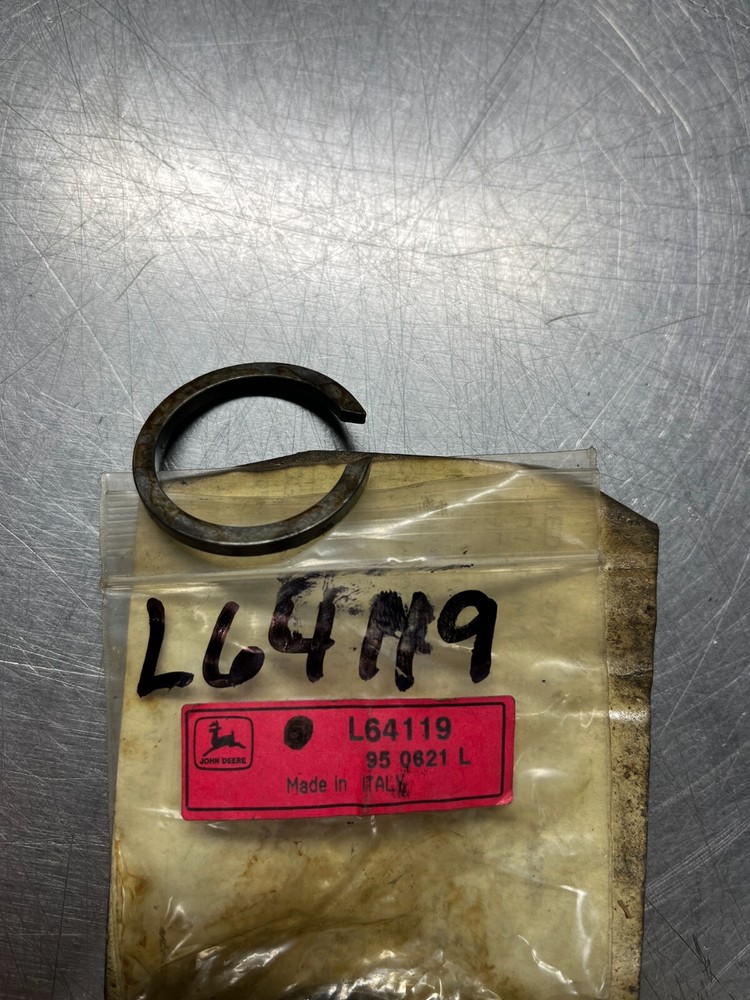 L64119
L64119
95 0621 L
JOHN DEERE
Made in ITALY